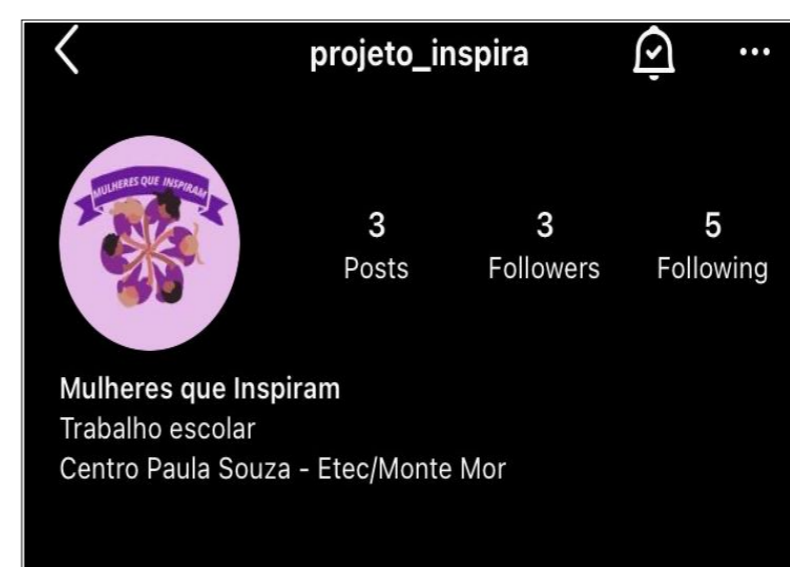 projeto_inspira
MULHERES QUE INSPIRAM
3 3 5
Posts Followers Following
Mulheres que Inspiram
Trabalho escolar
Centro Paula Souza - Etec/Monte Mor